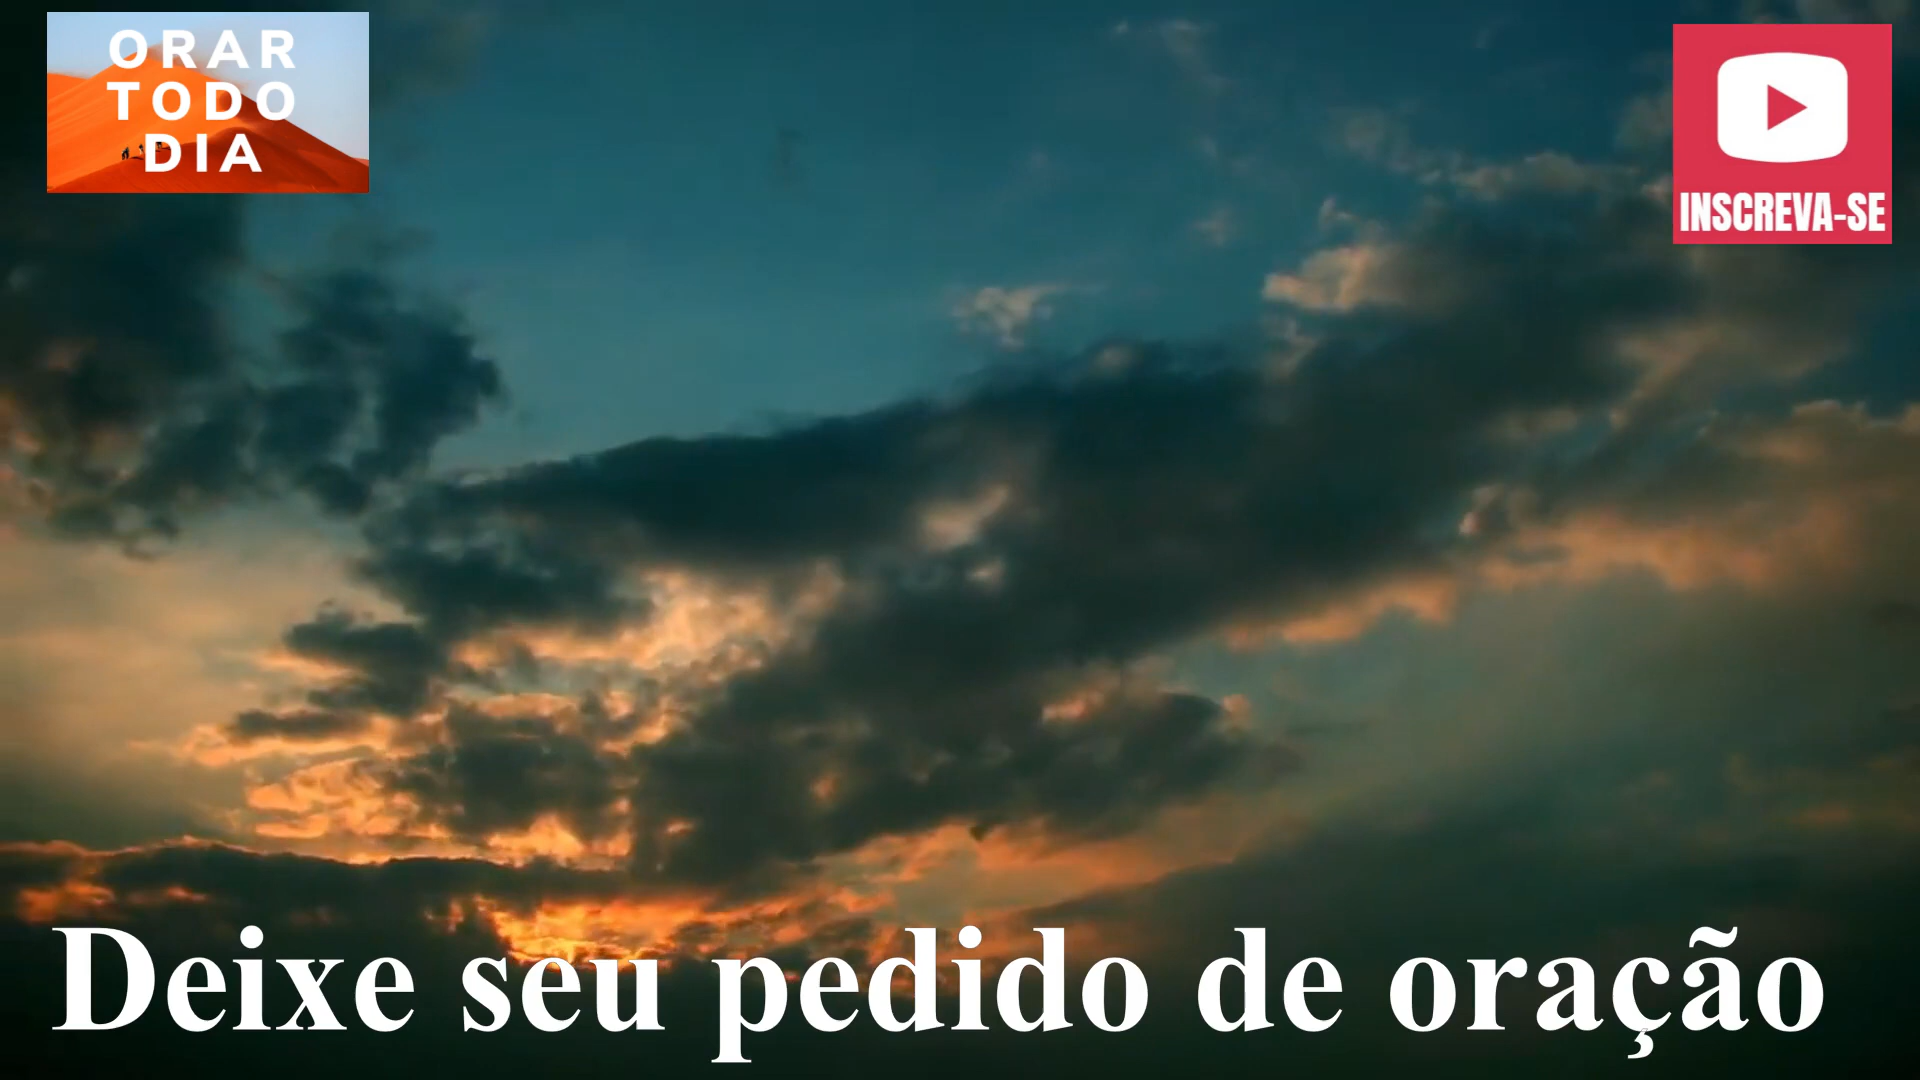 ORAR
TODO
DIA
INSCREVA-SE
Deixe seu pedido de oração